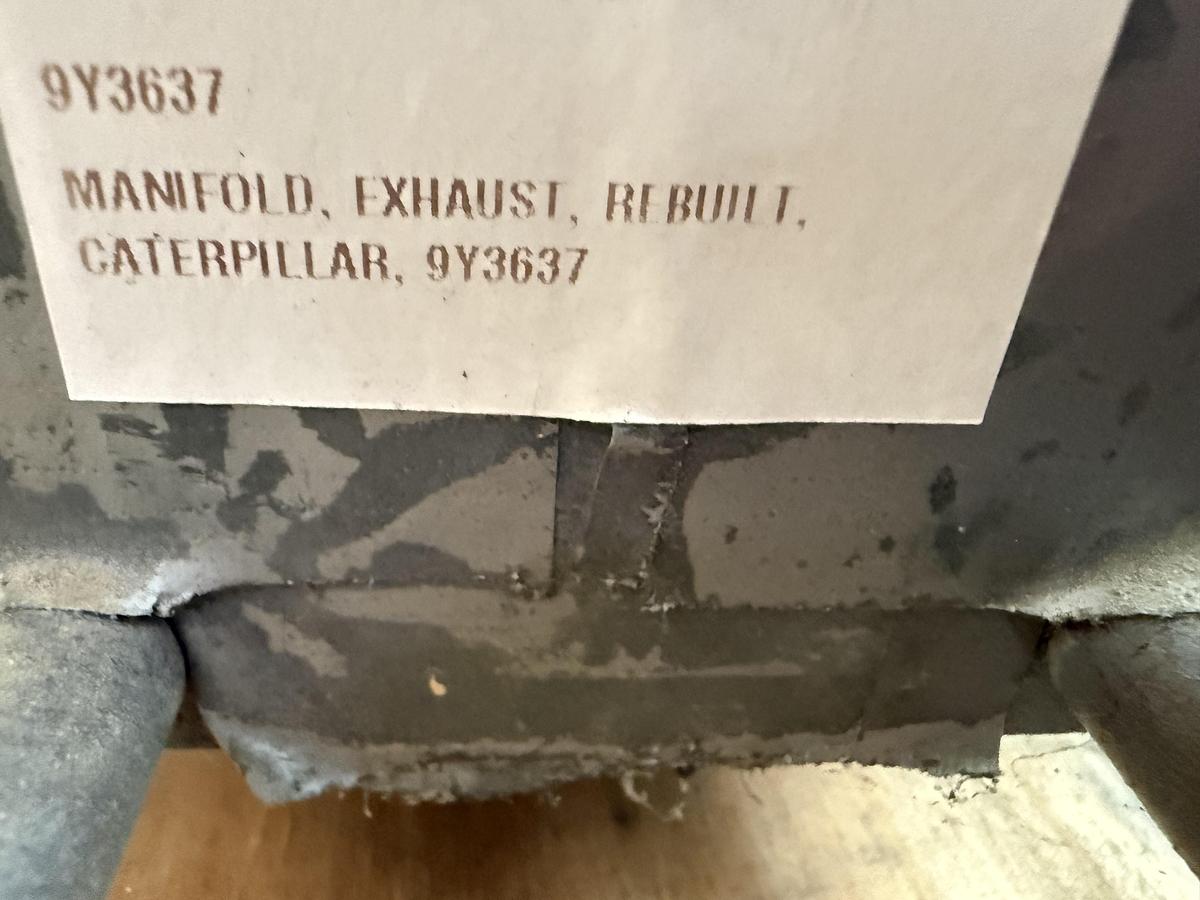 9Y3637
MANIFOLD, EXHAUST, REBUILT,
CATERPILLAR, 9Y3637